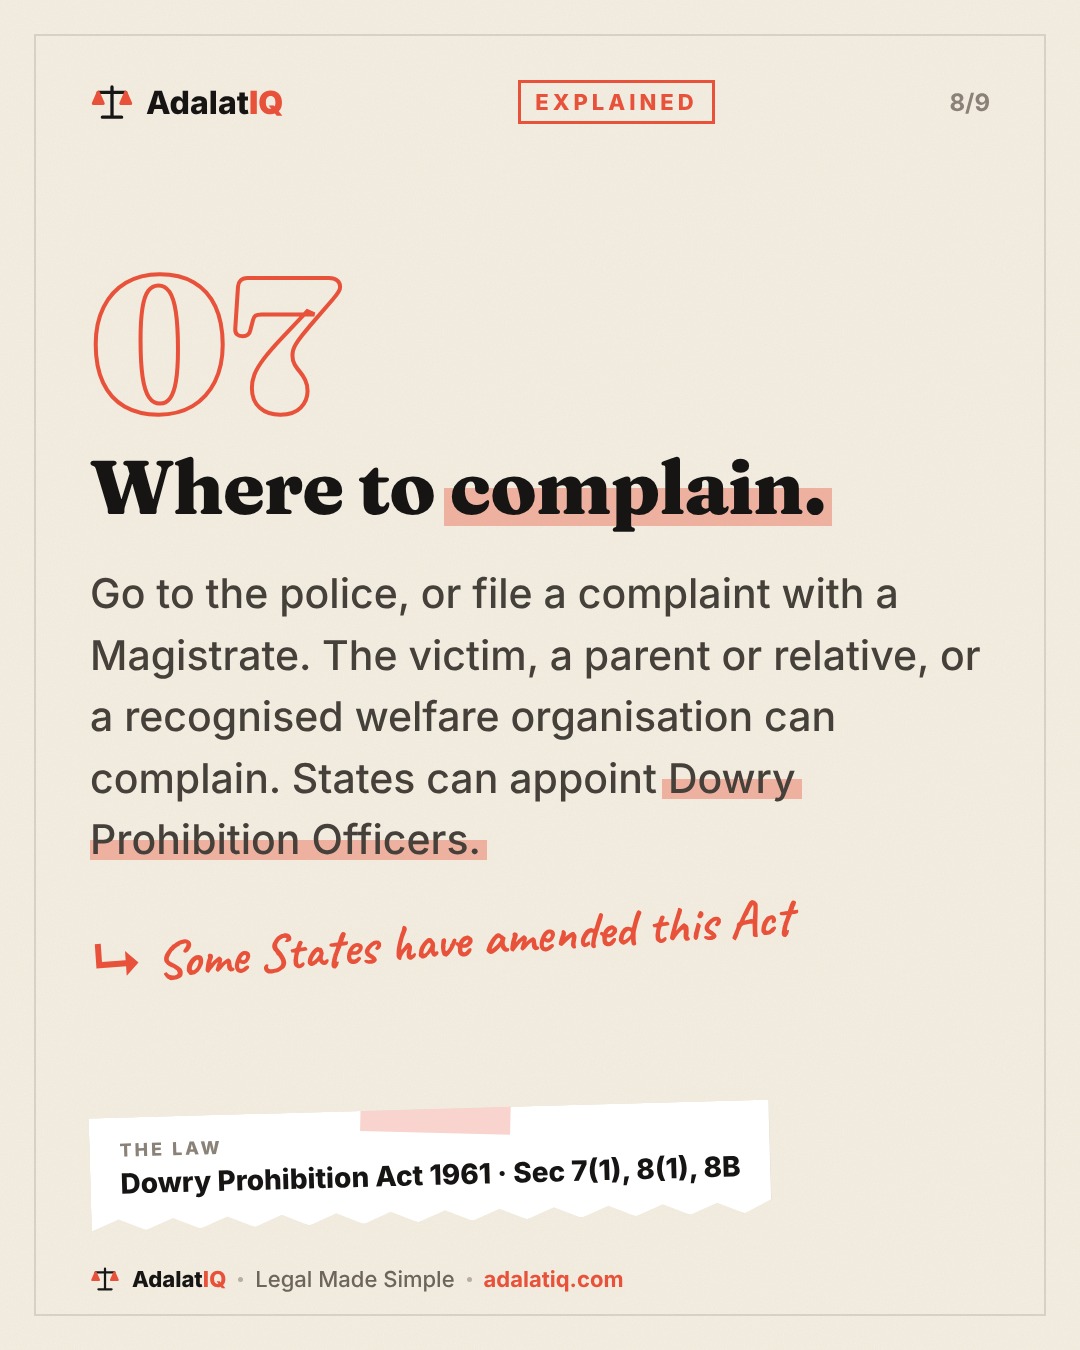 AdalatIQ
EXPLAINED
8/9
07
Where to complain.
Go to the police, or file a complaint with a
Magistrate. The victim, a parent or relative, or
a recognised welfare organisation can
complain. States can appoint Dowry
Prohibition Officers.
↳ Some States have amended this Act
THE LAW
Dowry Prohibition Act 1961 · Sec 7(1), 8(1), 8B
AdalatIQ • Legal Made Simple • adalatiq.com